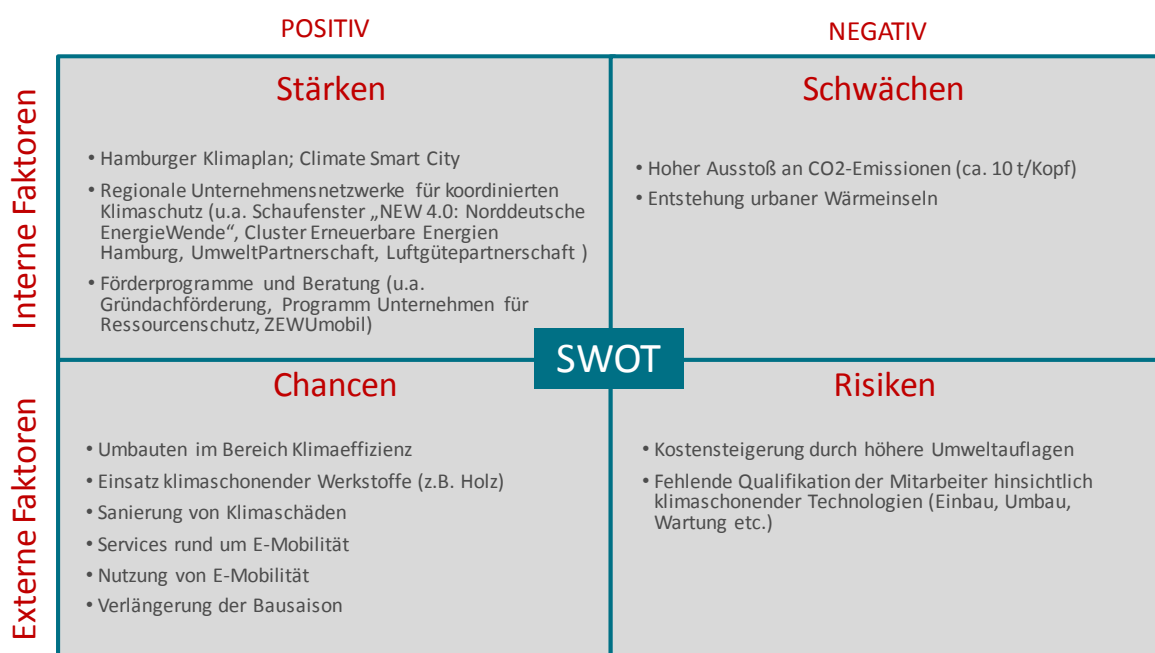 POSITIV
NEGATIV
Interne Faktoren
Stärken
• Hamburger Klimaplan; Climate Smart City
• Regionale Unternehmensnetzwerke für koordinierten
Klimaschutz (u.a. Schaufenster „NEW 4.0: Norddeutsche
EnergieWende“, Cluster Erneuerbare Energien
Hamburg, UmweltPartnerschaft, Luftgütepartnerschaft )
• Förderprogramme und Beratung (u.a.
Gründachförderung, Programm Unternehmen für
Ressourcenschutz, ZEWUmobil)
Schwächen
• Hoher Ausstoß an CO2-Emissionen (ca. 10 t/Kopf)
• Entstehung urbaner Wärmeinseln
SWOT
Externe Faktoren
Chancen
• Umbauten im Bereich Klimaeffizienz
• Einsatz klimaschonender Werkstoffe (z.B. Holz)
• Sanierung von Klimaschäden
• Services rund um E-Mobilität
• Nutzung von E-Mobilität
• Verlängerung der Bausaison
Risiken
• Kostensteigerung durch höhere Umweltauflagen
• Fehlende Qualifikation der Mitarbeiter hinsichtlich
klimaschonender Technologien (Einbau, Umbau,
Wartung etc.)